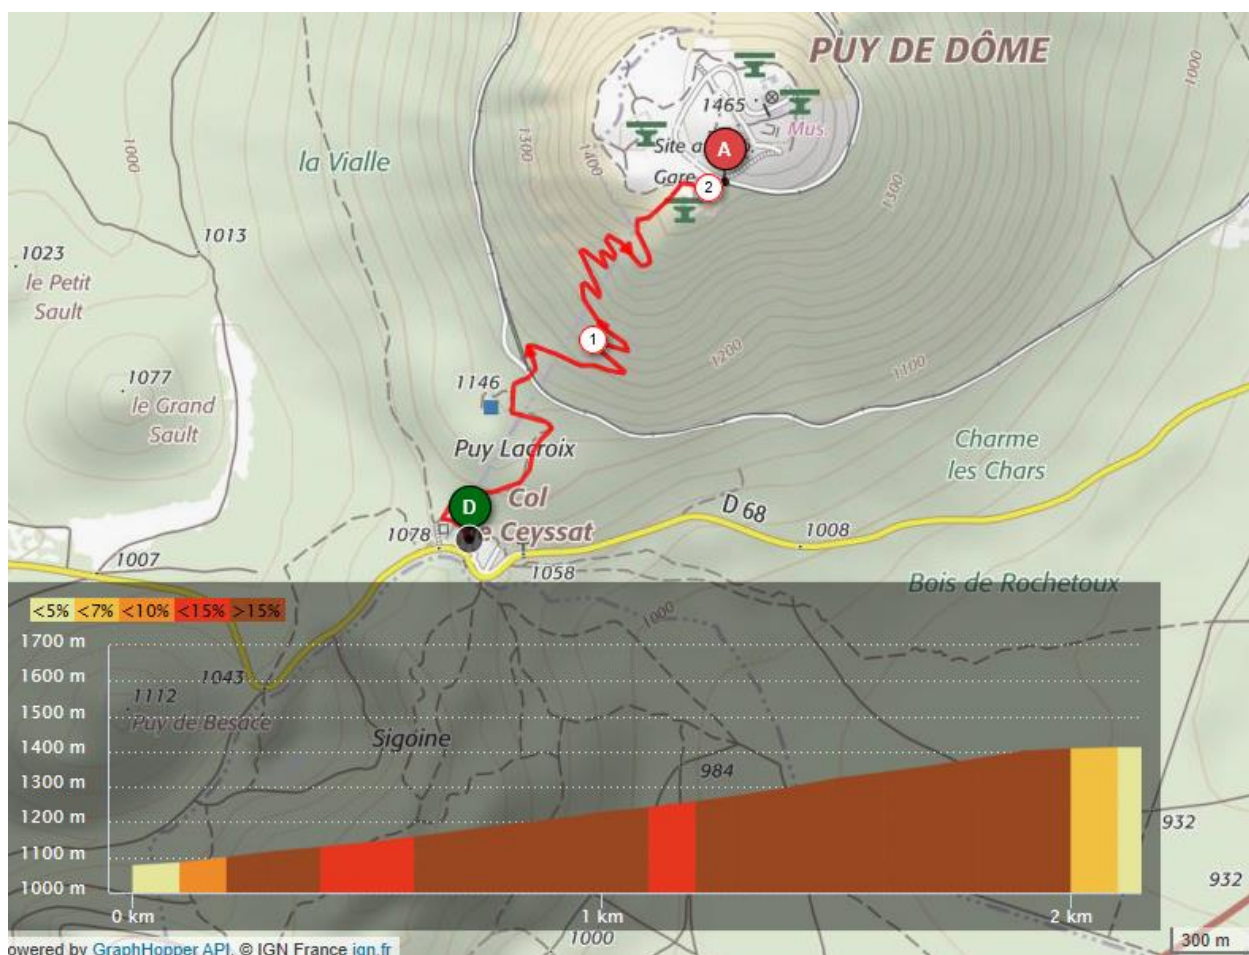 PUY DE DÔME
1000
1000
1300
1400
1465
Mus.
la Vialle
A
Gare
2
1300
1013
1023
le Petit
Sault
1
1200
1100
1146
1077
le Grand
Sault
Puy Lacroix
Charme
les Chars
D
Col
D 68
1078
Ceyssat
1008
1007
1058
Bois de Rochetoux
<5% <7% <10% <15% >15%
1000
1700 m
1600 m
1043
1112
1500 m
Puy de Besace
Sigoine
1400 m
984
1300 m
1200 m
932
1100 m
932
1000 m
0 km
1 km
2 km
1000
300 m
owered by GraphHopper API, © IGN France ign.fr